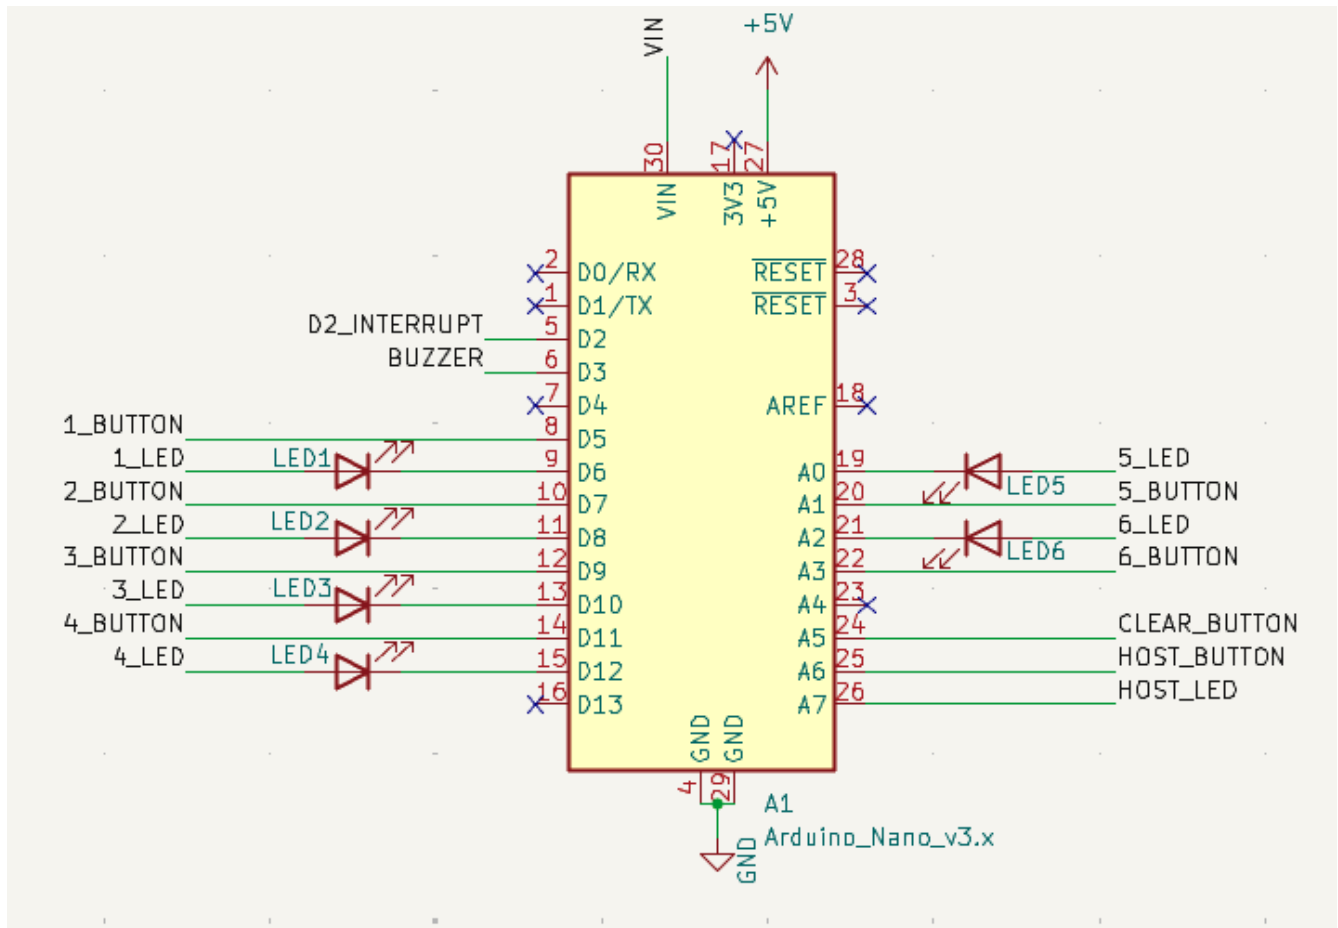 VIN
+5V
30
17
27
VIN
3V3
+5V
2
D0/RX
RESET
28
1
D1/TX
RESET
3
D2_INTERRUPT
5
D2
BUZZER
6
D3
7
D4
AREF
18
1_BUTTON
8
D5
1_LED
LED1
9
D6
A0
19
5_LED
LED5
2_BUTTON
10
D7
A1
20
5_BUTTON
2_LED
LED2
11
D8
A2
21
6_LED
LED6
3_BUTTON
12
D9
A3
22
6_BUTTON
3_LED
LED3
13
D10
A4
23
4_BUTTON
14
D11
A5
24
CLEAR_BUTTON
4_LED
LED4
15
D12
A6
25
HOST_BUTTON
16
D13
A7
26
HOST_LED
GND
GND
4
29
A1
Arduino_Nano_v3.x
GND